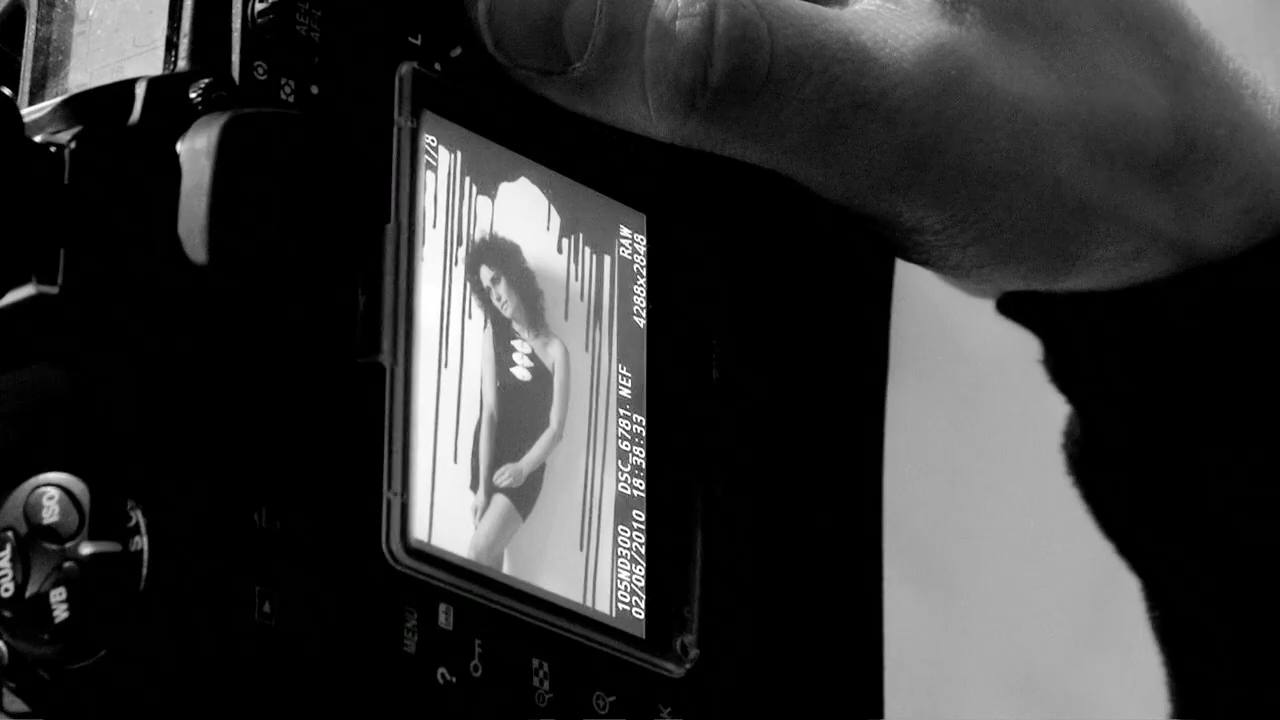 1/8
105ND300 DSC_6781.NEF RAW
02/06/2010 18:38:33 4288x2848
AE-L
AF-L
L
ISO
QUAL
WB
MENU
?